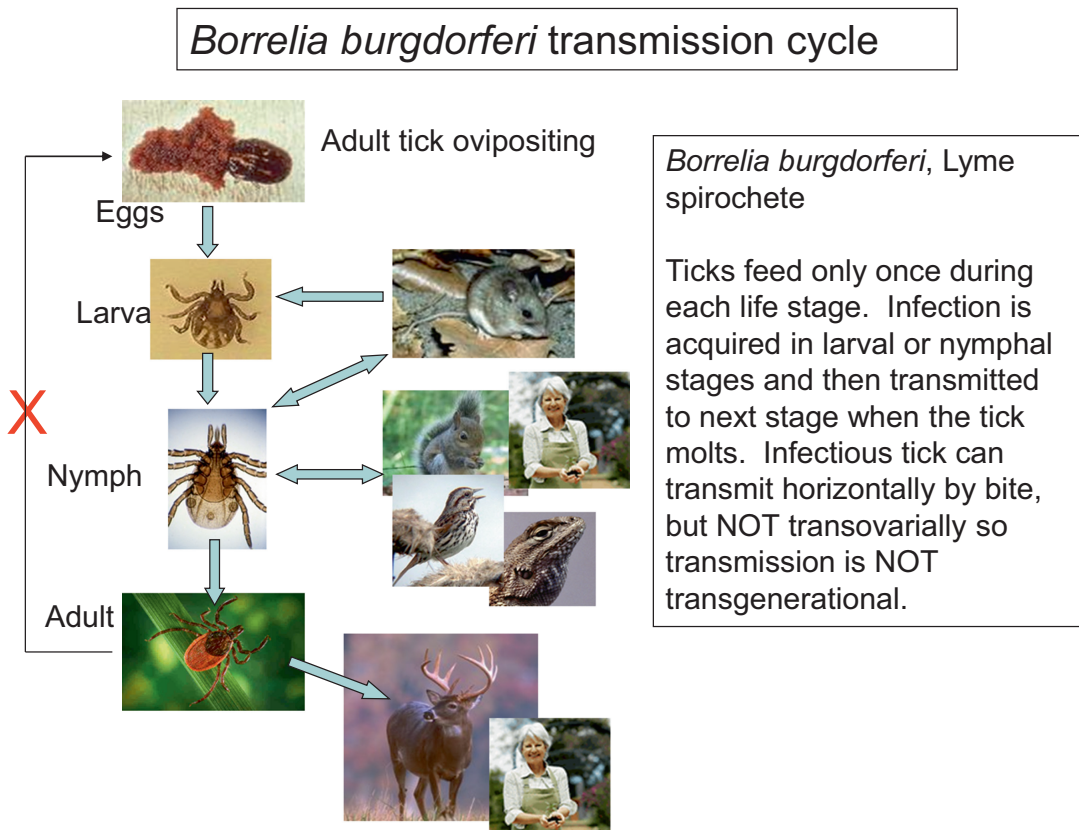 Borrelia burgdorferi transmission cycle
Adult tick ovipositing
Eggs
Larva
X
Nymph
Adult
Borrelia burgdorferi, Lyme
spirochete
Ticks feed only once during
each life stage.  Infection is
acquired in larval or nymphal
stages and then transmitted
to next stage when the tick
molts.  Infectious tick can
transmit horizontally by bite,
but NOT transovarially so
transmission is NOT
transgenerational.